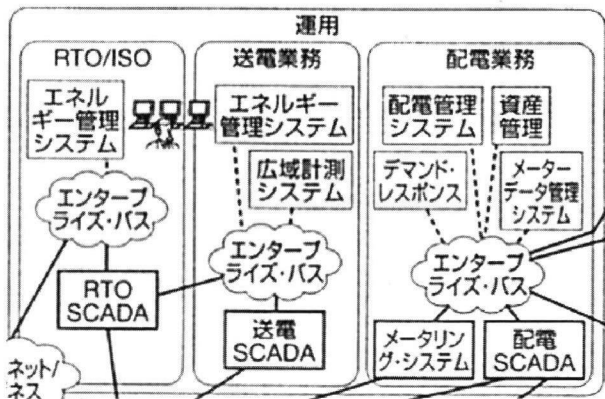 運用
RTO/ISO
エネル
ギー管理
システム
エンタープ
ライズ・バス
RTO
SCADA
ネット/
ネス
送電業務
エネルギー
管理システム
広域計測
システム
エンタープ
ライズ・バス
送電
SCADA
配電業務
配電管理
システム
資産
管理
デマンド・
レスポンス
メーター
データ管理
システム
エンタープ
ライズ・バス
メータリン
グ・システム
配電
SCADA